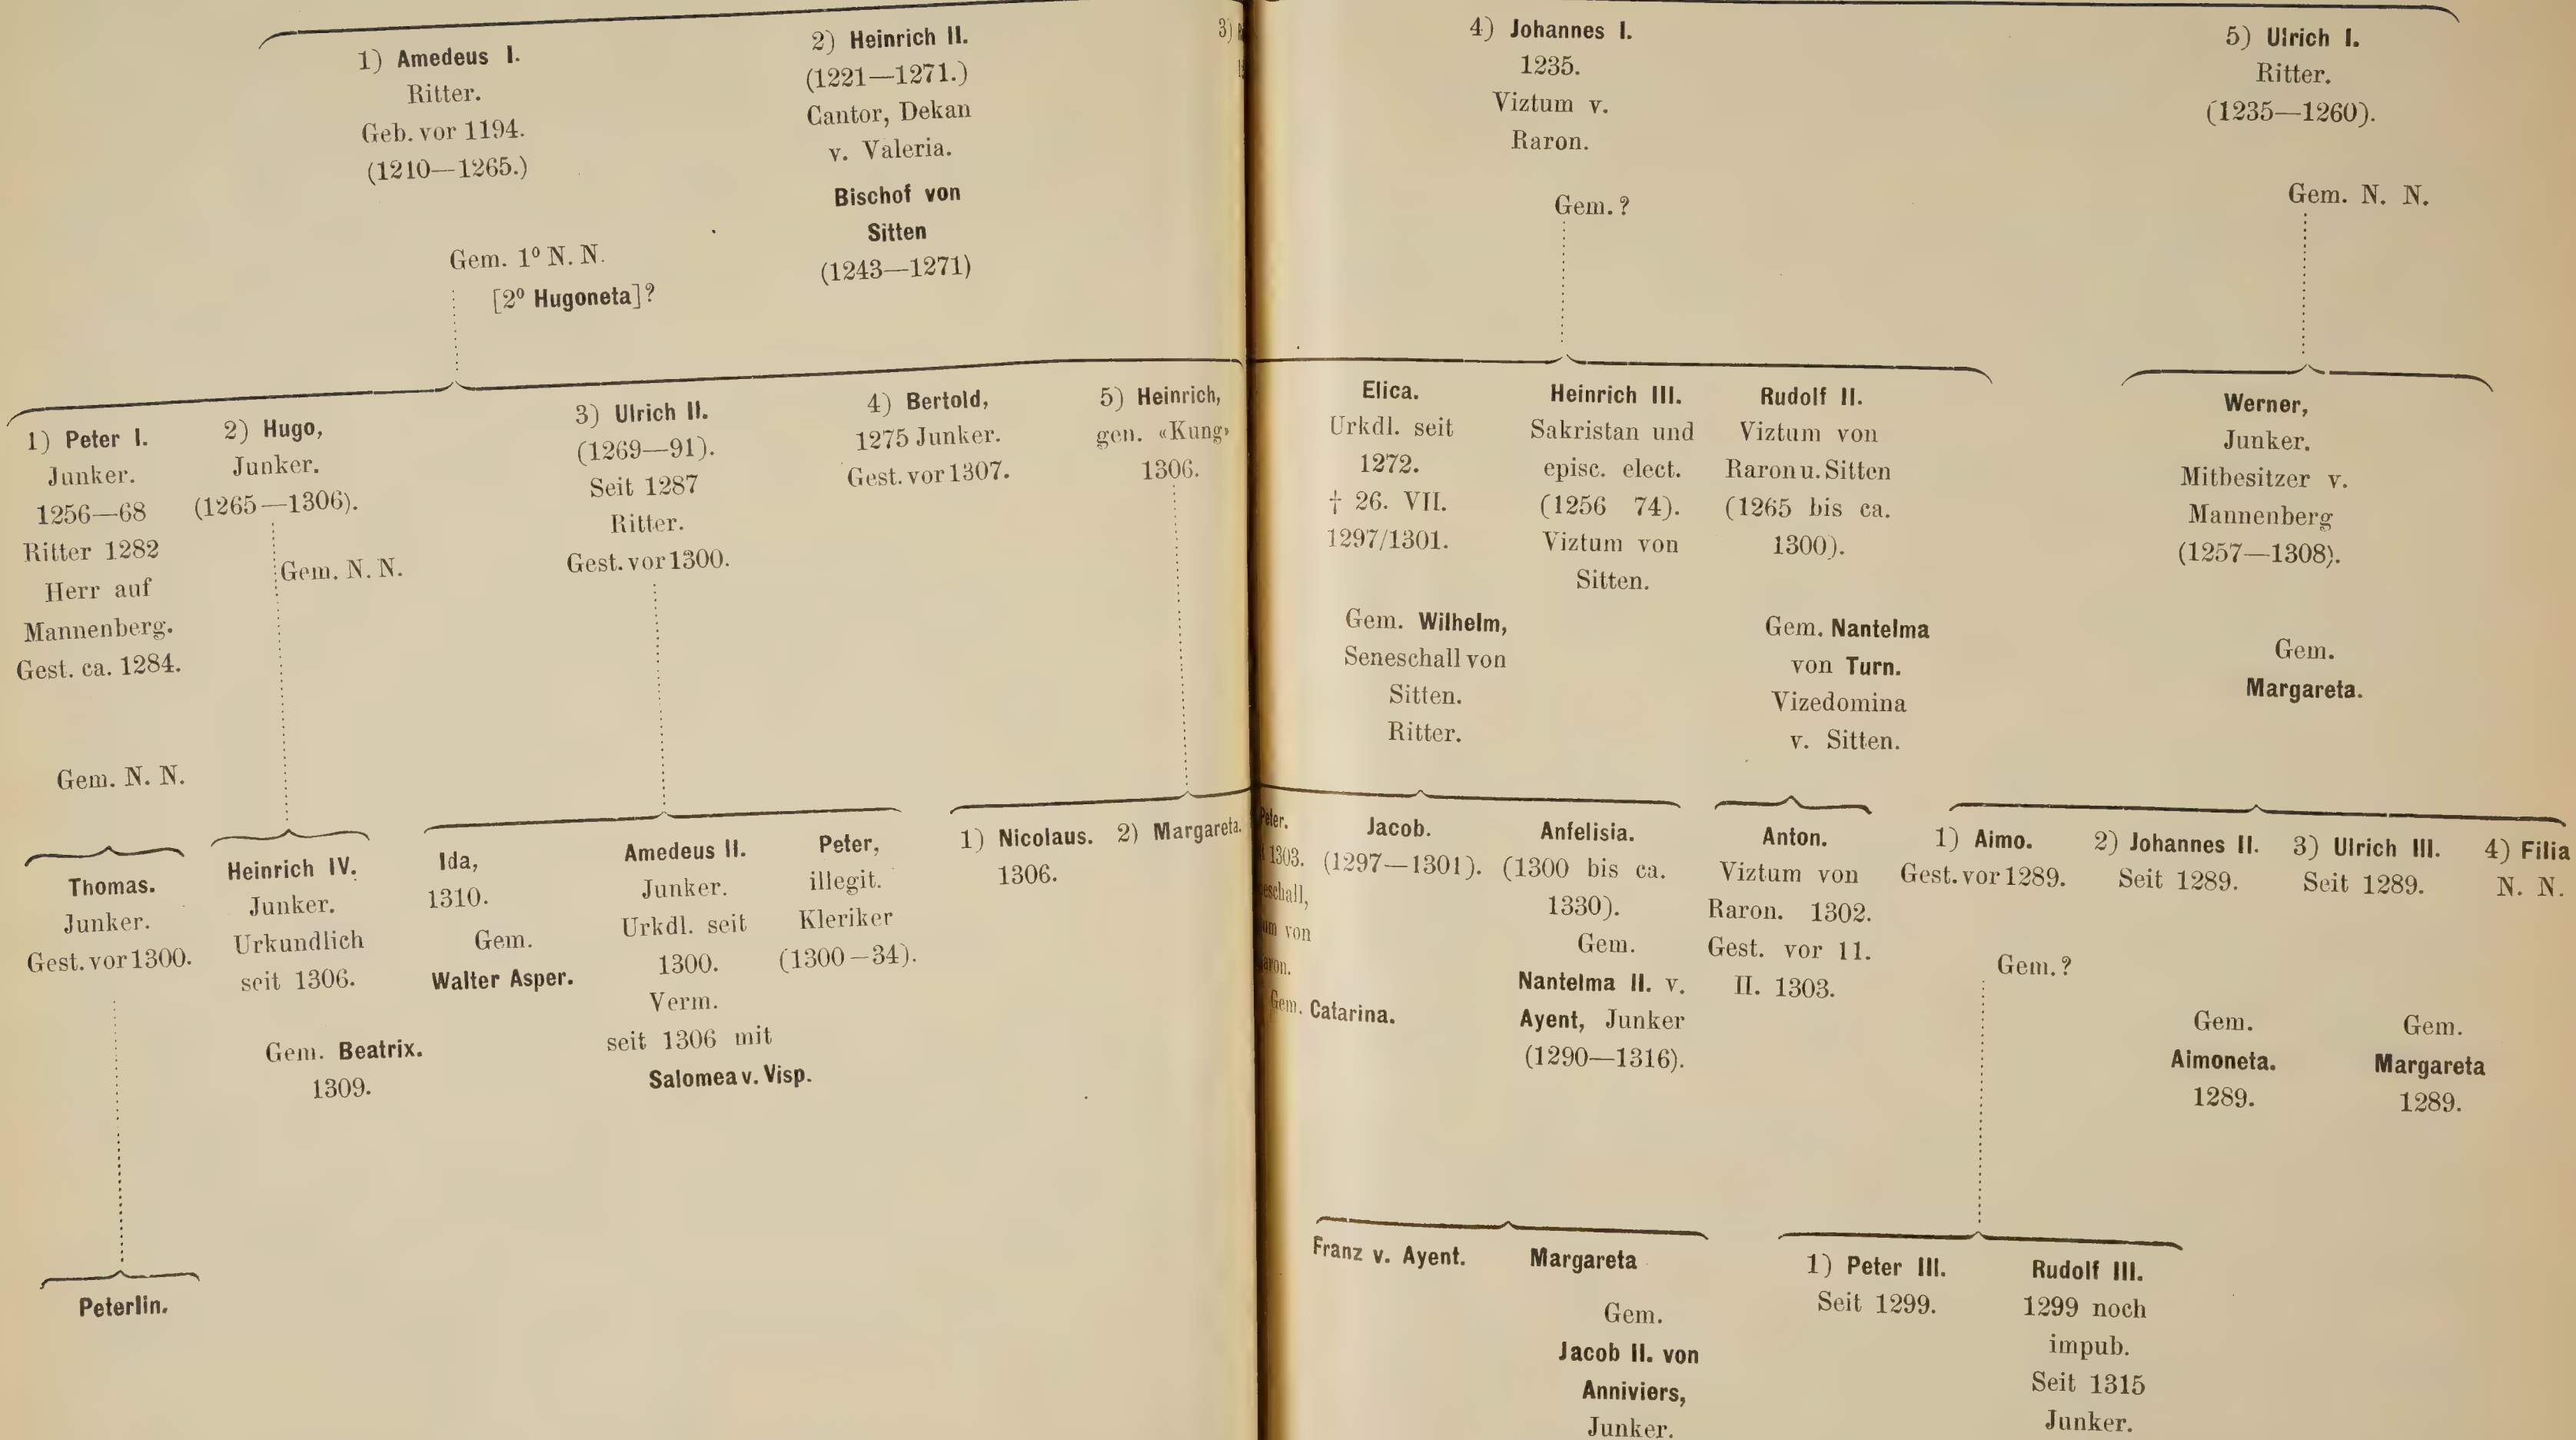 1) Amedeus I.
Ritter.
Geb. vor 1194.
(1210—1265.)
Gem. 1º N. N.
[2º Hugoneta]?
2) Heinrich II.
(1221—1271.)
Cantor, Dekan
v. Valeria.
Bischof von
Sitten
(1243—1271)
3)
4) Johannes I.
1235.
Viztum v.
Raron.
Gem. ?
5) Ulrich I.
Ritter.
(1235—1260).
Gem. N. N.
1) Peter I.
Junker.
1256—68
Ritter 1282
Herr auf
Mannenberg.
Gest. ca. 1284.
Gem. N. N.
2) Hugo,
Junker.
(1265—1306).
Gem. N. N.
3) Ulrich II.
(1269—91).
Seit 1287
Ritter.
Gest. vor 1300.
4) Bertold,
1275 Junker.
Gest. vor 1307.
5) Heinrich,
gen. «Kung»
1306.
Elica.
Urkdl. seit
1272.
† 26. VII.
1297/1301.
Gem. Wilhelm,
Seneschall von
Sitten.
Ritter.
Heinrich III.
Sakristan und
episc. elect.
(1256 74).
Viztum von
Sitten.
Rudolf II.
Viztum von
Raron u. Sitten
(1265 bis ca.
1300).
Gem. Nantelma
von Turn.
Vizedomina
v. Sitten.
Werner,
Junker.
Mitbesitzer v.
Mannenberg
(1257—1308).
Gem.
Margareta.
Thomas.
Junker.
Gest. vor 1300.
Heinrich IV.
Junker.
Urkundlich
seit 1306.
Gem. Beatrix.
1309.
Ida,
1310.
Gem.
Walter Asper.
Amedeus II.
Junker.
Urkdl. seit
1300.
Verm.
seit 1306 mit
Salomea v. Visp.
Peter,
illegit.
Kleriker
(1300—34).
1) Nicolaus.
1306.
2) Margareta.
Peter.
1303.
eschall,
um von
aron.
Gem. Catarina.
Jacob.
(1297—1301).
Anfelisia.
(1300 bis ca.
1330).
Gem.
Nantelma II. v.
Ayent, Junker
(1290—1316).
Anton.
Viztum von
Raron. 1302.
Gest. vor 11.
II. 1303.
1) Aimo.
Gest. vor 1289.
Gem. ?
2) Johannes II.
Seit 1289.
Gem.
Aimoneta.
1289.
3) Ulrich III.
Seit 1289.
Gem.
Margareta
1289.
4) Filia
N. N.
Peterlin.
Franz v. Ayent.
Margareta
Gem.
Jacob II. von
Anniviers,
Junker.
1) Peter III.
Seit 1299.
Rudolf III.
1299 noch
impub.
Seit 1315
Junker.